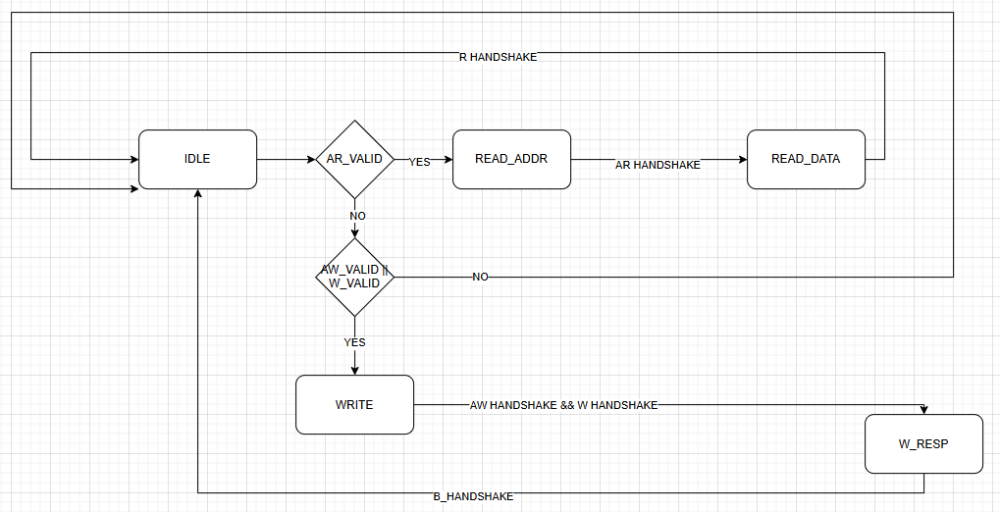 R HANDSHAKE
IDLE
AR_VALID
YES
READ_ADDR
AR HANDSHAKE
READ_DATA
NO
AW_VALID ||
W_VALID
NO
YES
WRITE
AW HANDSHAKE && W HANDSHAKE
W_RESP
B_HANDSHAKE